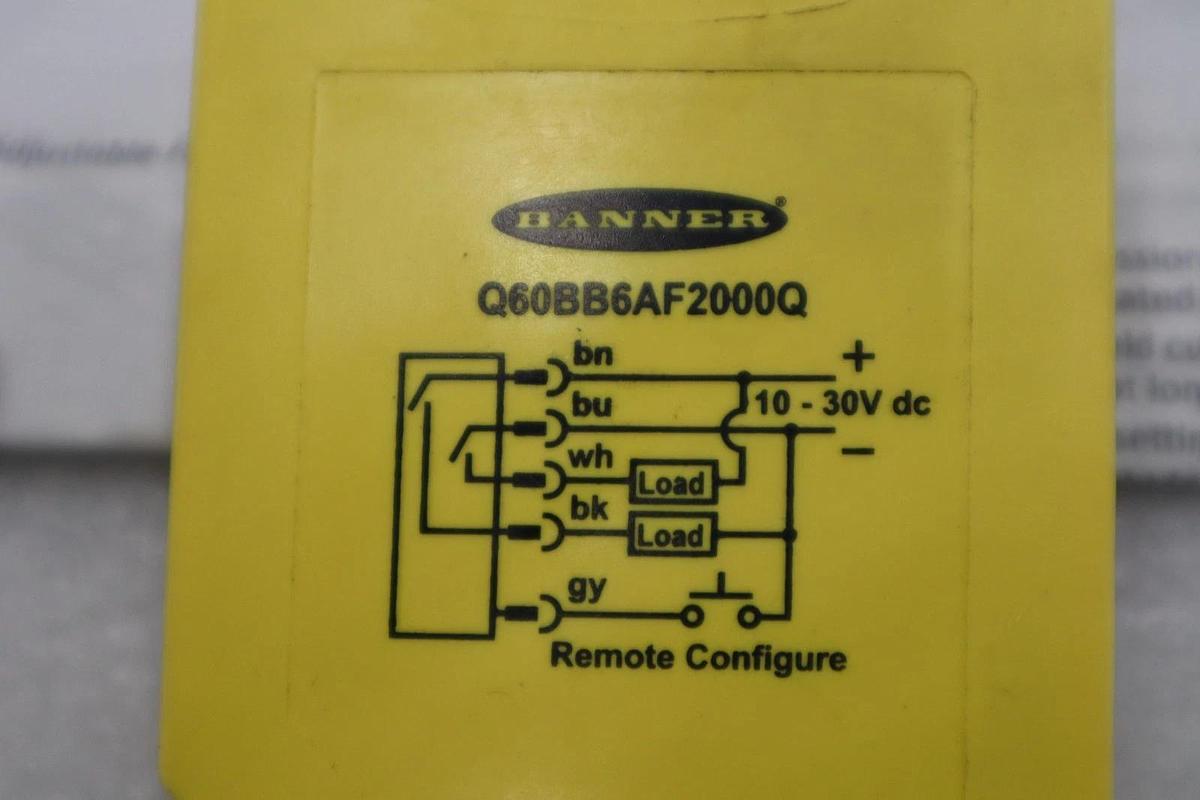 BANNER®
Q60BB6AF2000Q
bn
+
10 - 30V dc
bu
−
wh
Load
bk
Load
gy
Remote Configure